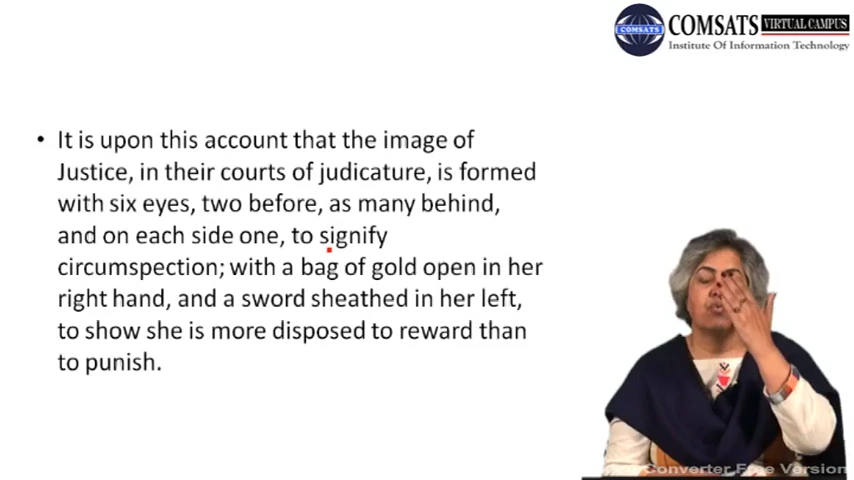 COMSATS
COMSATS VIRTUAL CAMPUS
Institute Of Information Technology
• It is upon this account that the image of
Justice, in their courts of judicature, is formed
with six eyes, two before, as many behind,
and on each side one, to signify
circumspection; with a bag of gold open in her
right hand, and a sword sheathed in her left,
to show she is more disposed to reward than
to punish.
Converter Free Version